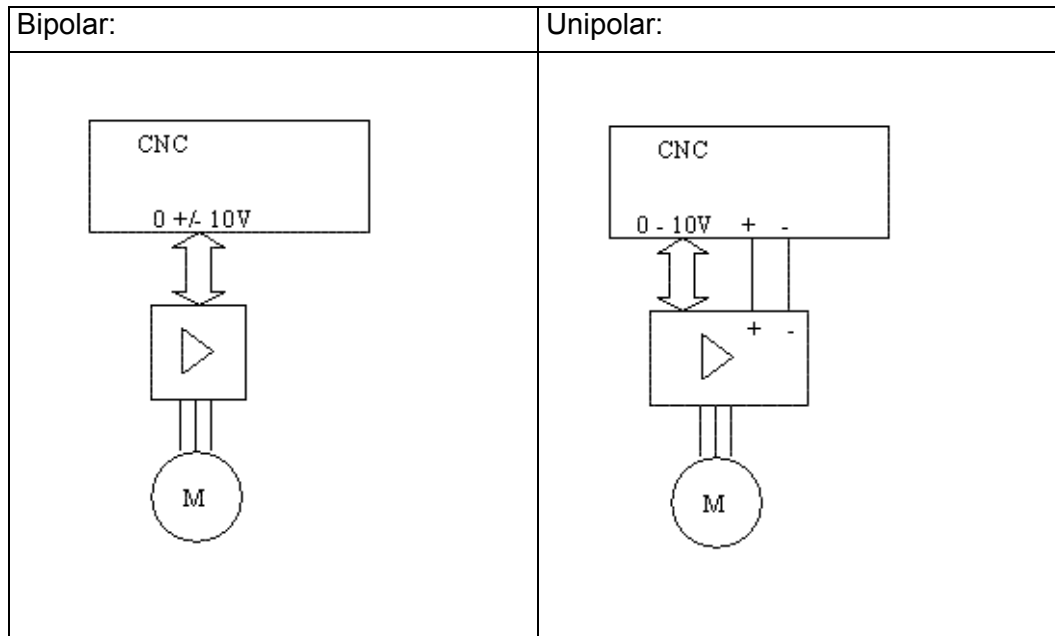 Bipolar:
Unipolar:
CNC
0 +/- 10V
M
CNC
0 - 10V + -
+ -
M